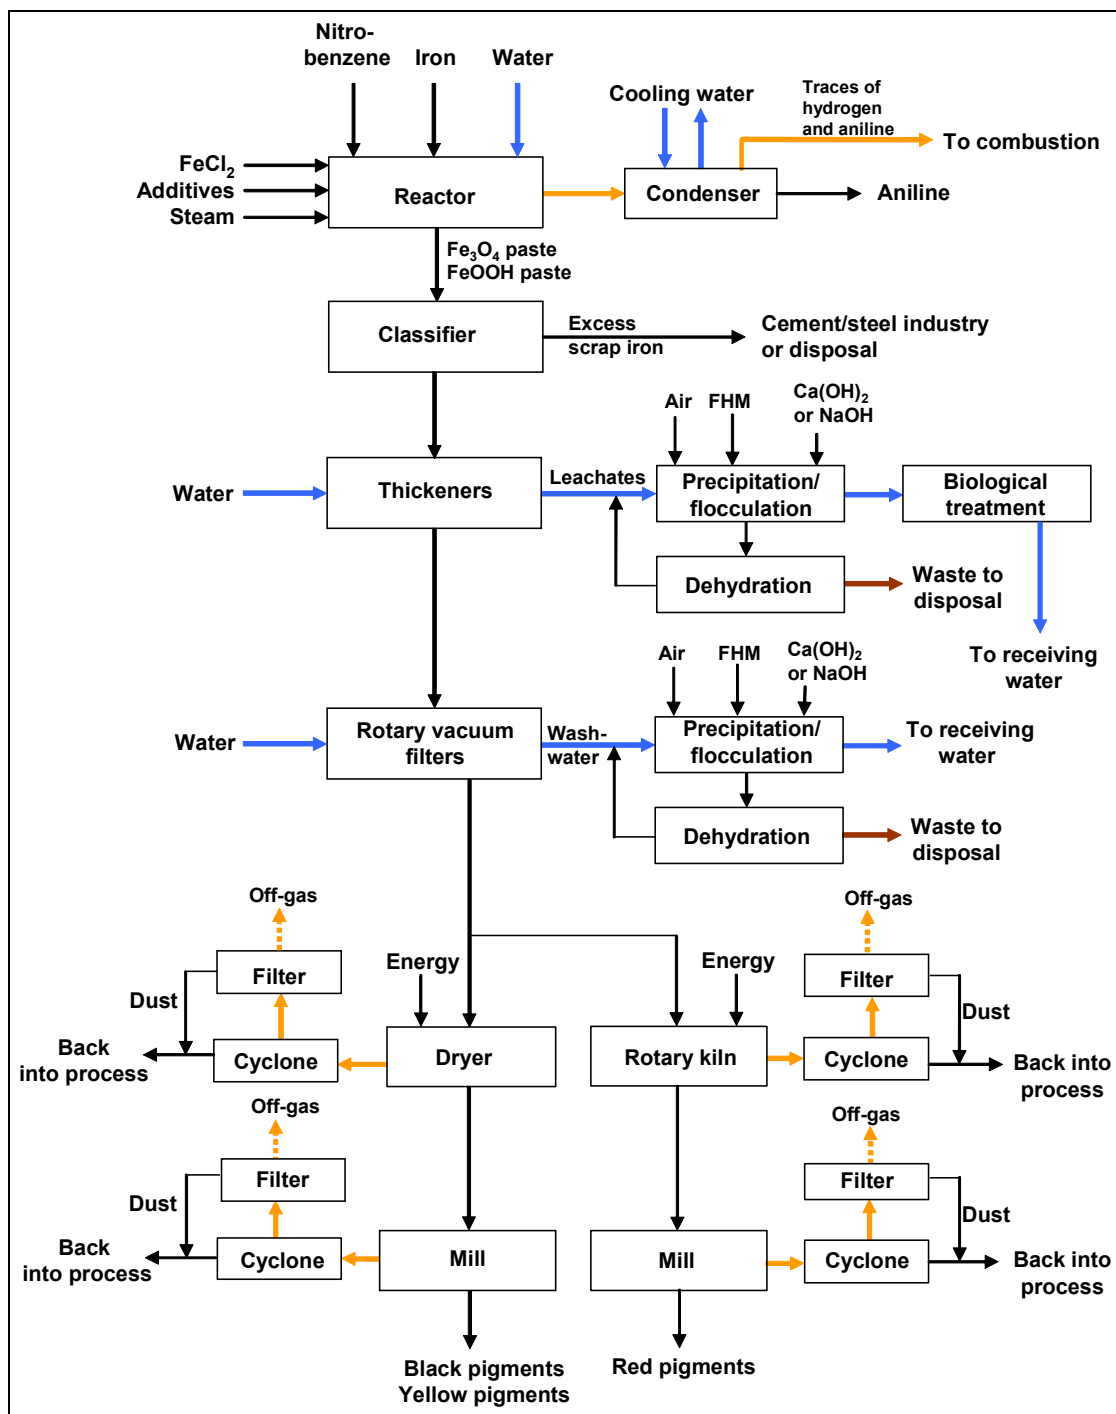 Nitro-
benzene
Iron
Water
Cooling water
Traces of
hydrogen
and aniline
To combustion
FeCl₂
Additives
Steam
Reactor
Condenser
Aniline
Fe₃O₄ paste
FeOOH paste
Classifier
Excess
scrap iron
Cement/steel industry
or disposal
Air
FHM
Ca(OH)₂
or NaOH
Water
Thickeners
Leachates
Precipitation/
flocculation
Biological
treatment
Dehydration
Waste to
disposal
To receiving
water
Air
FHM
Ca(OH)₂
or NaOH
Water
Rotary vacuum
filters
Wash-
water
Precipitation/
flocculation
To receiving
water
Dehydration
Waste to
disposal
Off-gas
Filter
Dust
Energy
Back
into process
Cyclone
Dryer
Energy
Rotary kiln
Off-gas
Filter
Dust
Cyclone
Back into
process
Off-gas
Filter
Dust
Back
into process
Cyclone
Mill
Mill
Off-gas
Filter
Dust
Cyclone
Back into
process
Black pigments
Yellow pigments
Red pigments